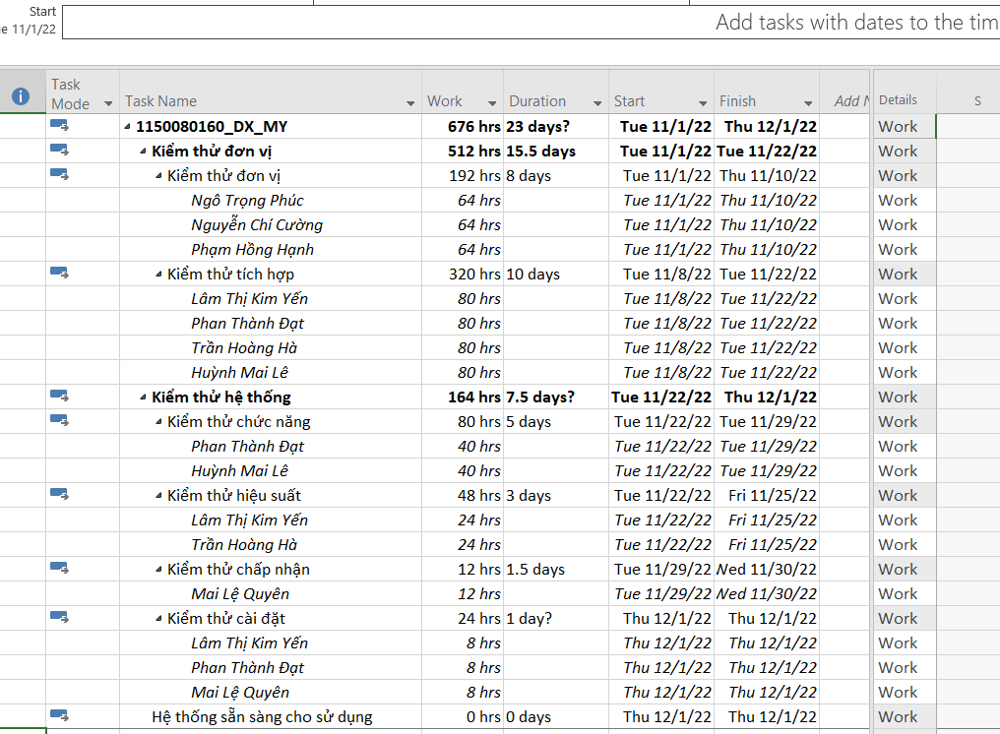 Start
Tue 11/1/22
Add tasks with dates to the tim
Task Mode Task Name Work Duration Start Finish Add N Details S
1150080160_DX_MY 676 hrs 23 days? Tue 11/1/22 Thu 12/1/22 Work
Kiểm thử đơn vị 512 hrs 15.5 days Tue 11/1/22 Tue 11/22/22 Work
Kiểm thử đơn vị 192 hrs 8 days Tue 11/1/22 Thu 11/10/22 Work
Ngô Trọng Phúc 64 hrs Tue 11/1/22 Thu 11/10/22 Work
Nguyễn Chí Cường 64 hrs Tue 11/1/22 Thu 11/10/22 Work
Phạm Hồng Hạnh 64 hrs Tue 11/1/22 Thu 11/10/22 Work
Kiểm thử tích hợp 320 hrs 10 days Tue 11/8/22 Tue 11/22/22 Work
Lâm Thị Kim Yến 80 hrs Tue 11/8/22 Tue 11/22/22 Work
Phan Thành Đạt 80 hrs Tue 11/8/22 Tue 11/22/22 Work
Trần Hoàng Hà 80 hrs Tue 11/8/22 Tue 11/22/22 Work
Huỳnh Mai Lê 80 hrs Tue 11/8/22 Tue 11/22/22 Work
Kiểm thử hệ thống 164 hrs 7.5 days? Tue 11/22/22 Thu 12/1/22 Work
Kiểm thử chức năng 80 hrs 5 days Tue 11/22/22 Tue 11/29/22 Work
Phan Thành Đạt 40 hrs Tue 11/22/22 Tue 11/29/22 Work
Huỳnh Mai Lê 40 hrs Tue 11/22/22 Tue 11/29/22 Work
Kiểm thử hiệu suất 48 hrs 3 days Tue 11/22/22 Fri 11/25/22 Work
Lâm Thị Kim Yến 24 hrs Tue 11/22/22 Fri 11/25/22 Work
Trần Hoàng Hà 24 hrs Tue 11/22/22 Fri 11/25/22 Work
Kiểm thử chấp nhận 12 hrs 1.5 days Tue 11/29/22 Wed 11/30/22 Work
Mai Lệ Quyên 12 hrs Tue 11/29/22 Wed 11/30/22 Work
Kiểm thử cài đặt 24 hrs 1 day? Thu 12/1/22 Thu 12/1/22 Work
Lâm Thị Kim Yến 8 hrs Thu 12/1/22 Thu 12/1/22 Work
Phan Thành Đạt 8 hrs Thu 12/1/22 Thu 12/1/22 Work
Mai Lệ Quyên 8 hrs Thu 12/1/22 Thu 12/1/22 Work
Hệ thống sẵn sàng cho sử dụng 0 hrs 0 days Thu 12/1/22 Thu 12/1/22 Work